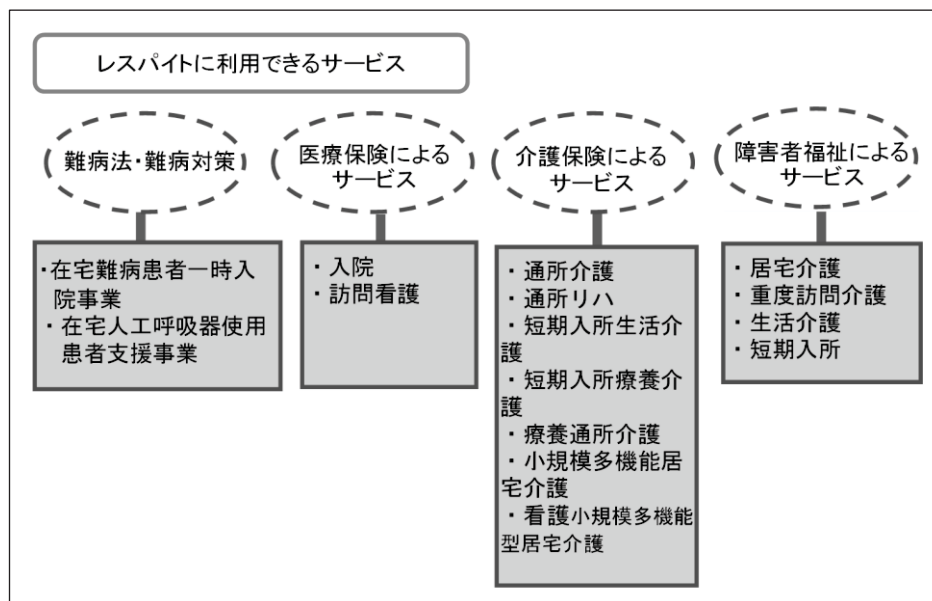 レスパイトに利用できるサービス
難病法・難病対策
・在宅難病患者一時入
院事業
・在宅人工呼吸器使用
患者支援事業
医療保険による
サービス
・入院
・訪問看護
介護保険による
サービス
・通所介護
・通所リハ
・短期入所生活介
護
・短期入所療養介
護
・療養通所介護
・小規模多機能居
宅介護
・看護小規模多機能
型居宅介護
障害者福祉による
サービス
・居宅介護
・重度訪問介護
・生活介護
・短期入所